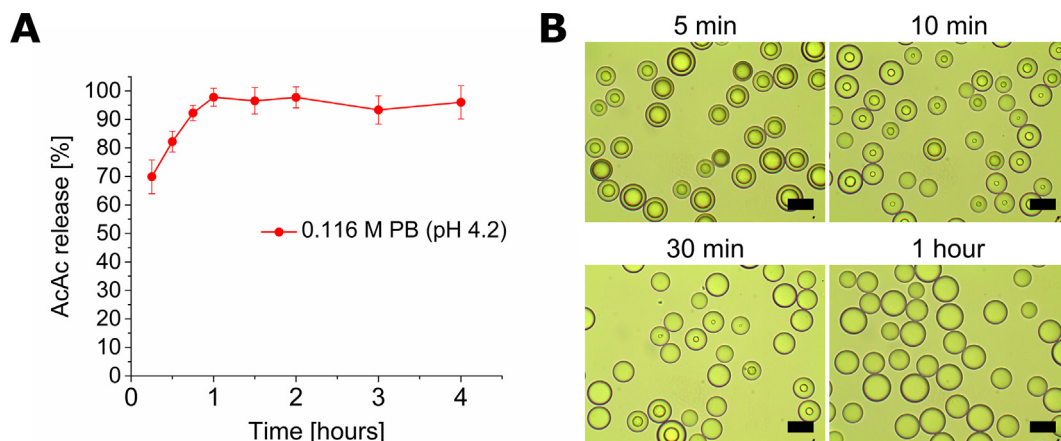 A
100
90
80
70
60
50
40
30
20
10
0
AcAc release [%]
0.116 M PB (pH 4.2)
0 1 2 3 4
Time [hours]
B
5 min 10 min
30 min 1 hour